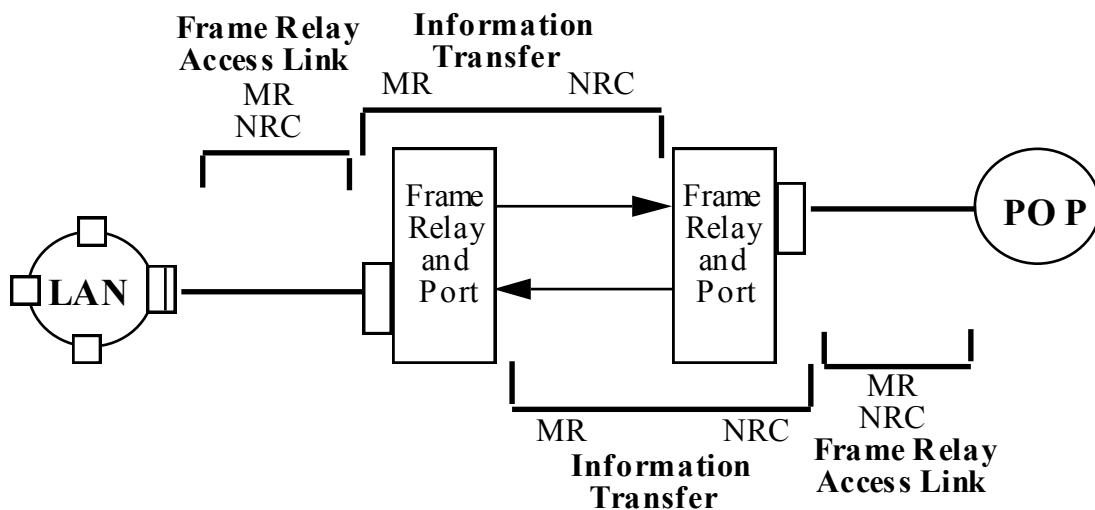 Frame Relay
Access Link
MR
NRC
Information
Transfer
MR NRC
Frame
Relay
and
Port
Frame
Relay
and
Port
LAN
POP
MR NRC
Information
Transfer
MR
NRC
Frame Relay
Access Link